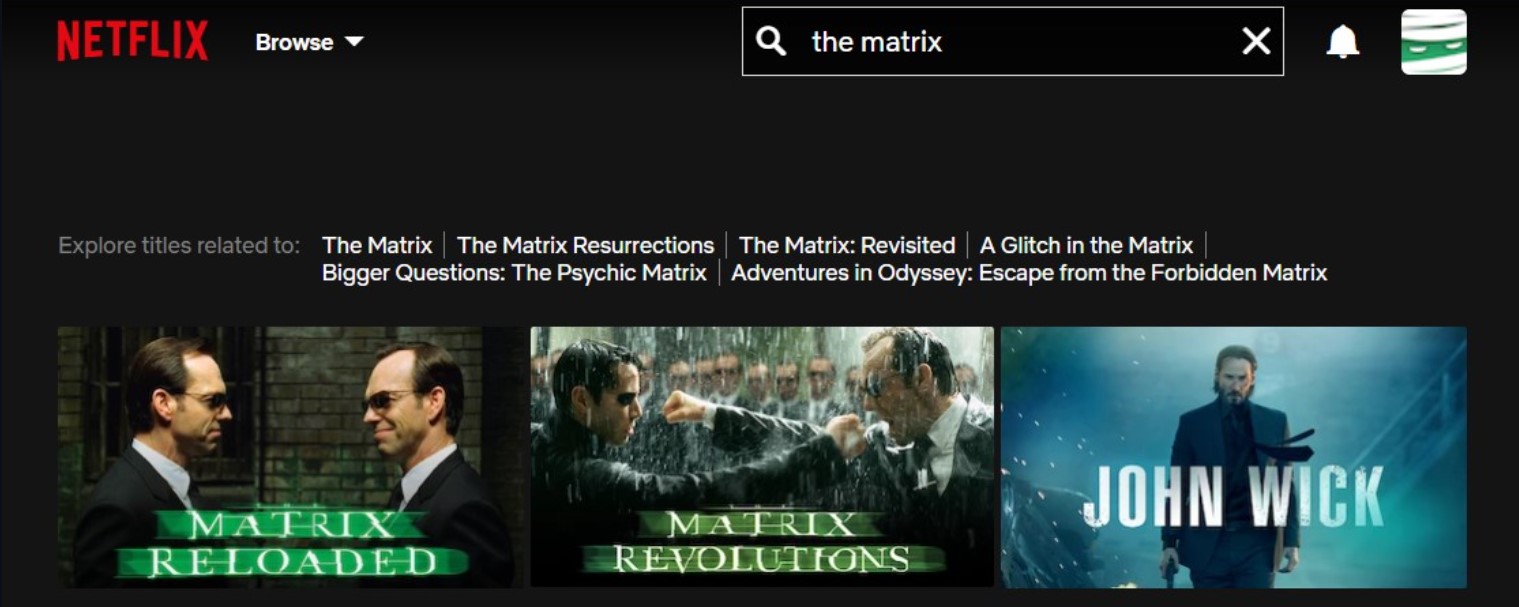 NETFLIX Browse the matrix
Explore titles related to: The Matrix The Matrix Resurrections The Matrix: Revisited A Glitch in the Matrix
Bigger Questions: The Psychic Matrix Adventures in Odyssey: Escape from the Forbidden Matrix
MATRIX
RELOADED
MATRIX
REVOLUTIONS
JOHN WICK